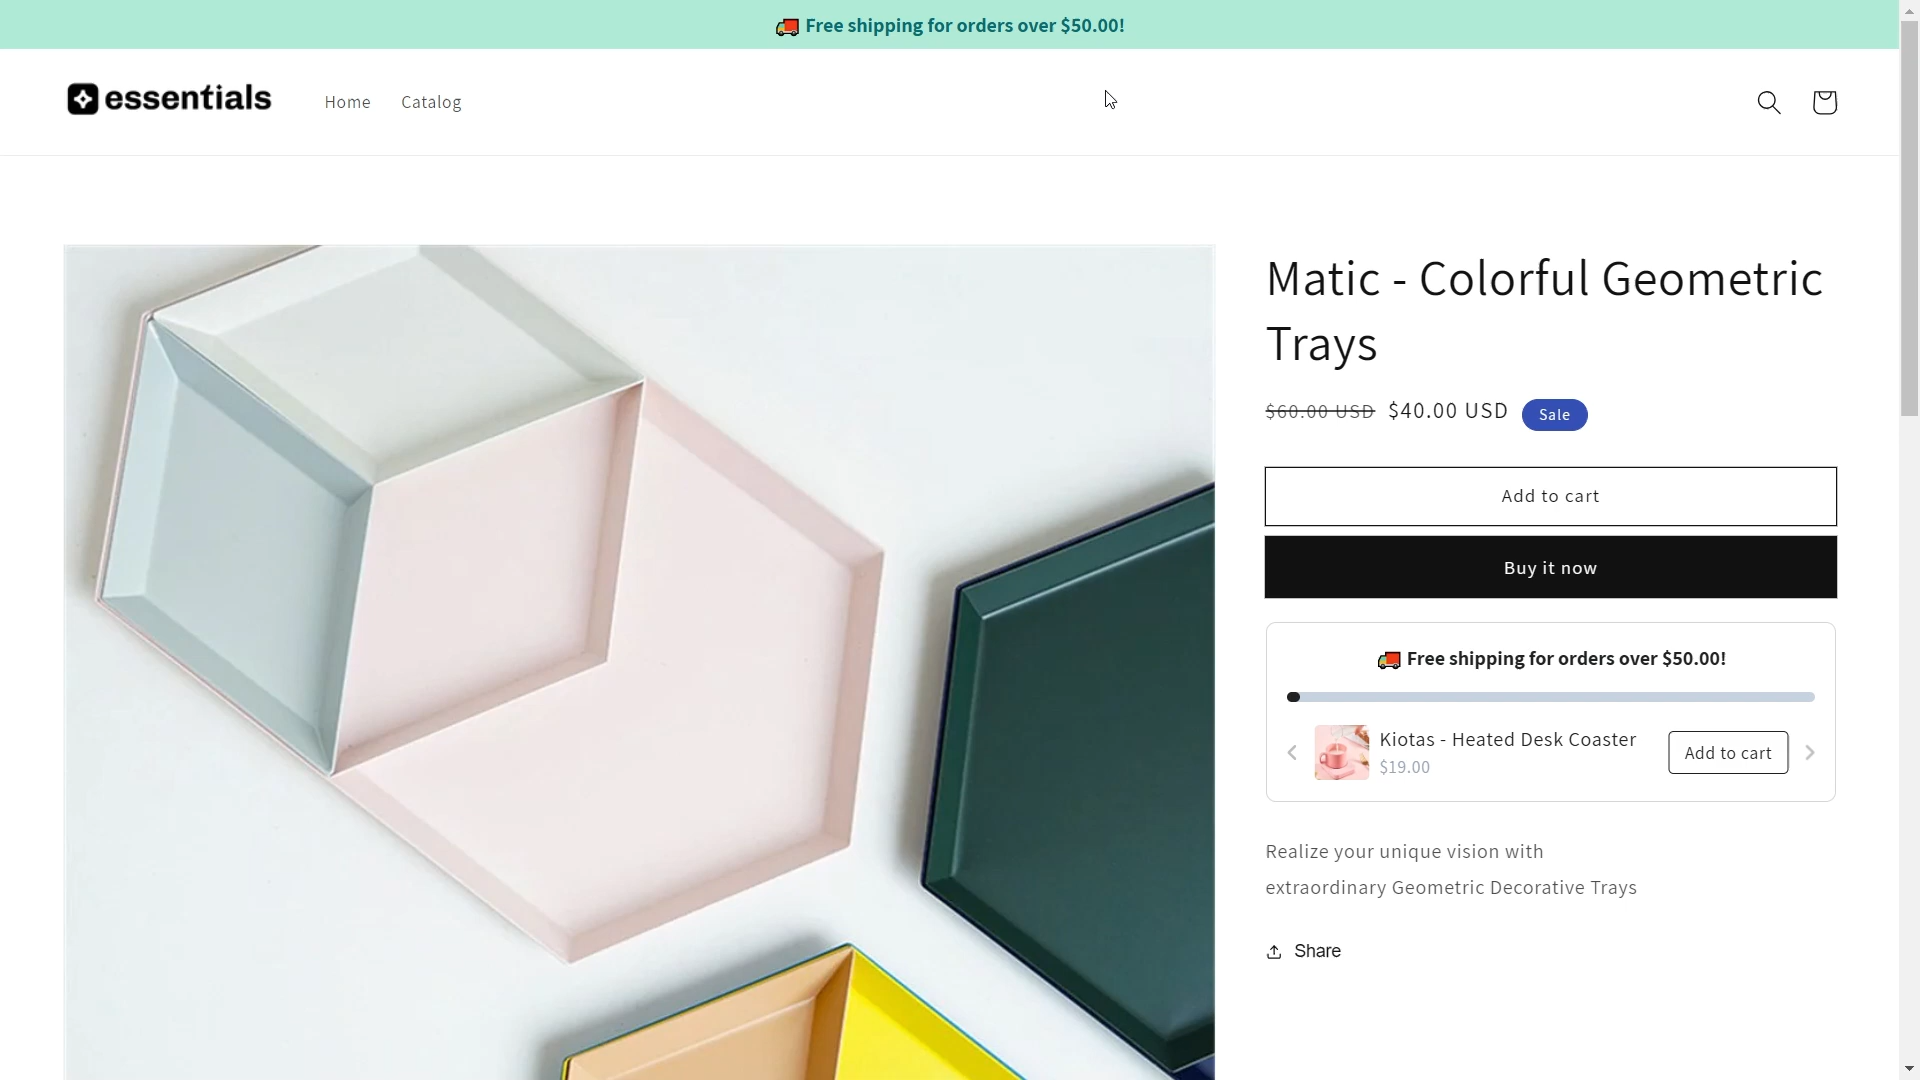 🚚 Free shipping for orders over $50.00!
essentials
Home
Catalog
Matic - Colorful Geometric
Trays
$60.00 USD $40.00 USD Sale
Add to cart
Buy it now
🚚 Free shipping for orders over $50.00!
Kiotas - Heated Desk Coaster
$19.00
Add to cart
Realize your unique vision with
extraordinary Geometric Decorative Trays
Share